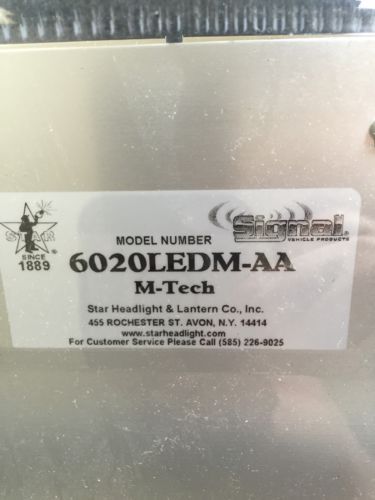 STAR
®
SINCE
1889
Signal
VEHICLE PRODUCTS
MODEL NUMBER
6020LEDM-AA
M-Tech
Star Headlight & Lantern Co., Inc.
455 ROCHESTER ST. AVON, N.Y. 14414
www.starheadlight.com
For Customer Service Please Call (585) 226-9025